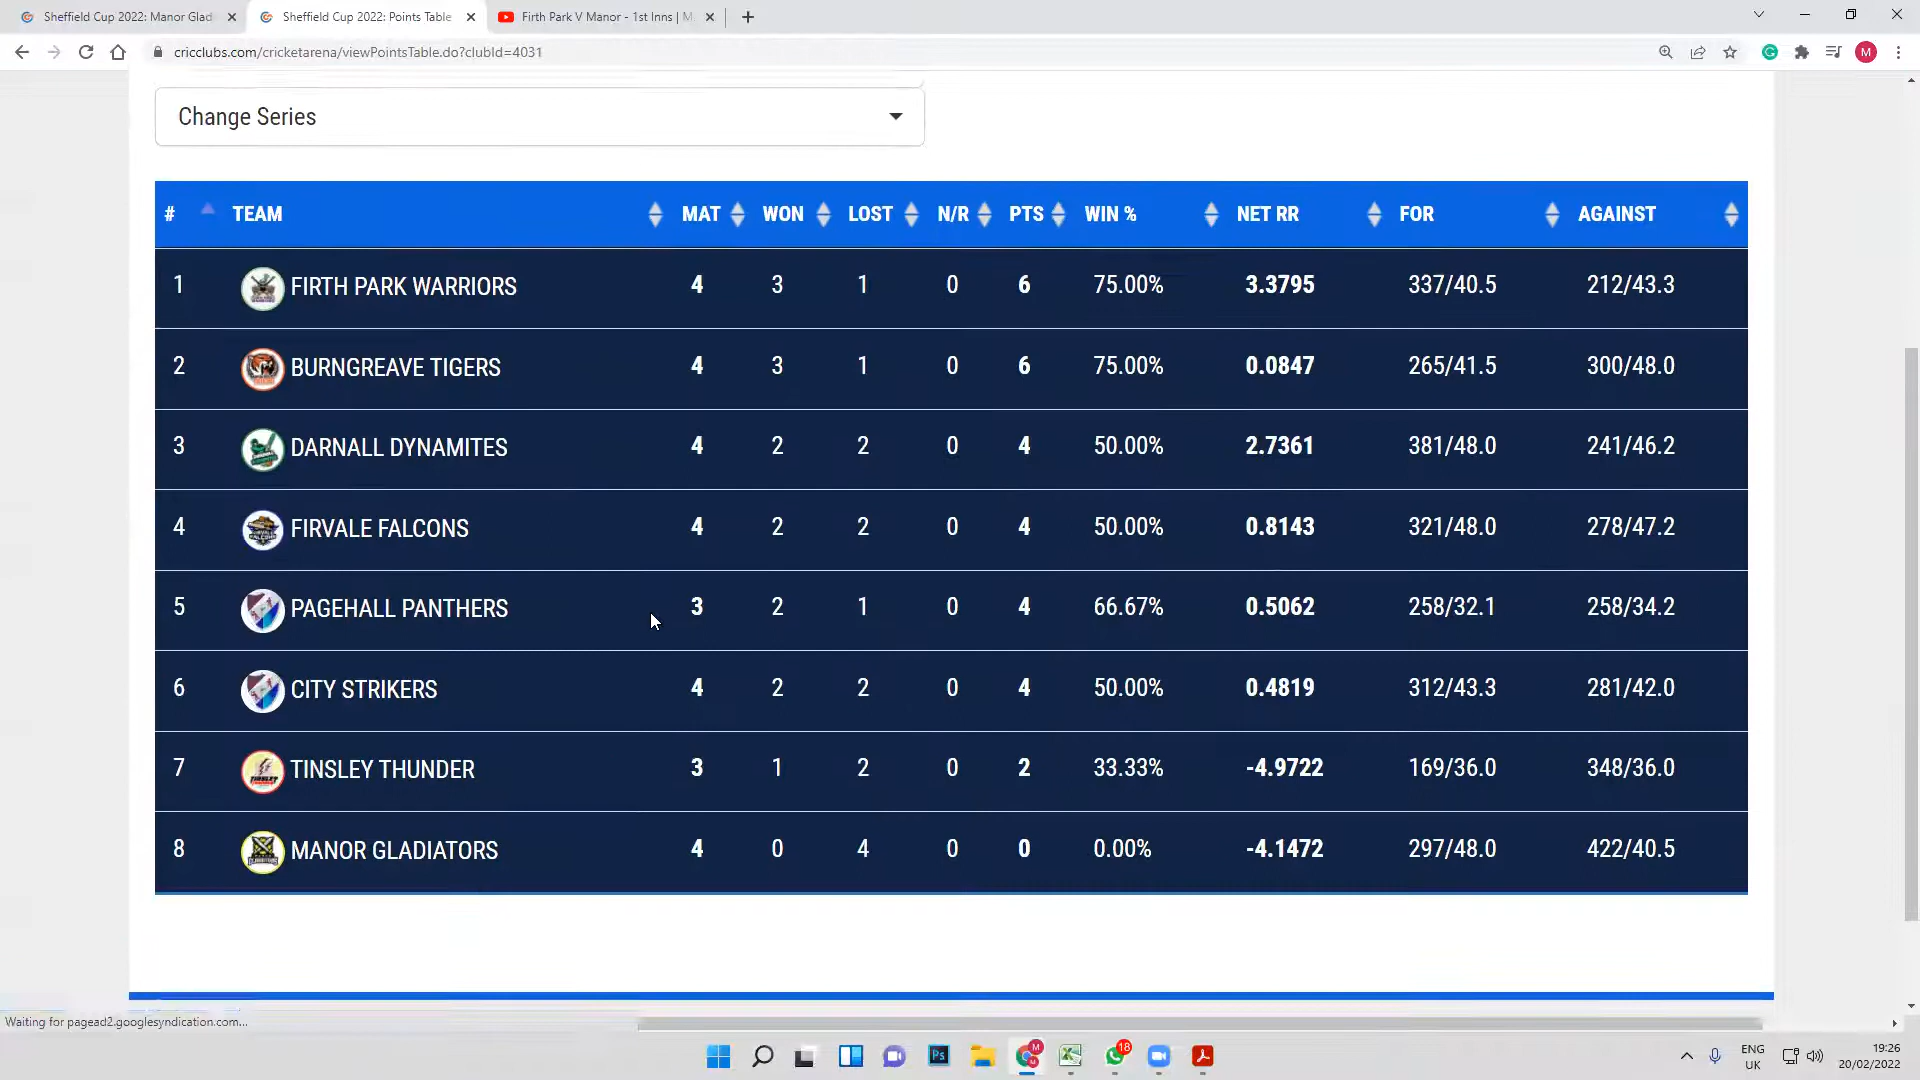 Sheffield Cup 2022: Manor Glad
Sheffield Cup 2022: Points Table
Firth Park V Manor - 1st Inns | M
cricclubs.com/cricketarena/viewPointsTable.do?clubId=4031
M
Change Series
# TEAM MAT WON LOST N/R PTS WIN % NET RR FOR AGAINST
1 FIRTH PARK WARRIORS 4 3 1 0 6 75.00% 3.3795 337/40.5 212/43.3
2 BURNGREAVE TIGERS 4 3 1 0 6 75.00% 0.0847 265/41.5 300/48.0
3 DARNALL DYNAMITES 4 2 2 0 4 50.00% 2.7361 381/48.0 241/46.2
4 FIRVALE FALCONS 4 2 2 0 4 50.00% 0.8143 321/48.0 278/47.2
5 PAGEHALL PANTHERS 3 2 1 0 4 66.67% 0.5062 258/32.1 258/34.2
6 CITY STRIKERS 4 2 2 0 4 50.00% 0.4819 312/43.3 281/42.0
7 TINSLEY THUNDER 3 1 2 0 2 33.33% -4.9722 169/36.0 348/36.0
8 MANOR GLADIATORS 4 0 4 0 0 0.00% -4.1472 297/48.0 422/40.5
Waiting for pagead2.googlesyndication.com...
Ps
M
18
ENG
UK
19:26
20/02/2022